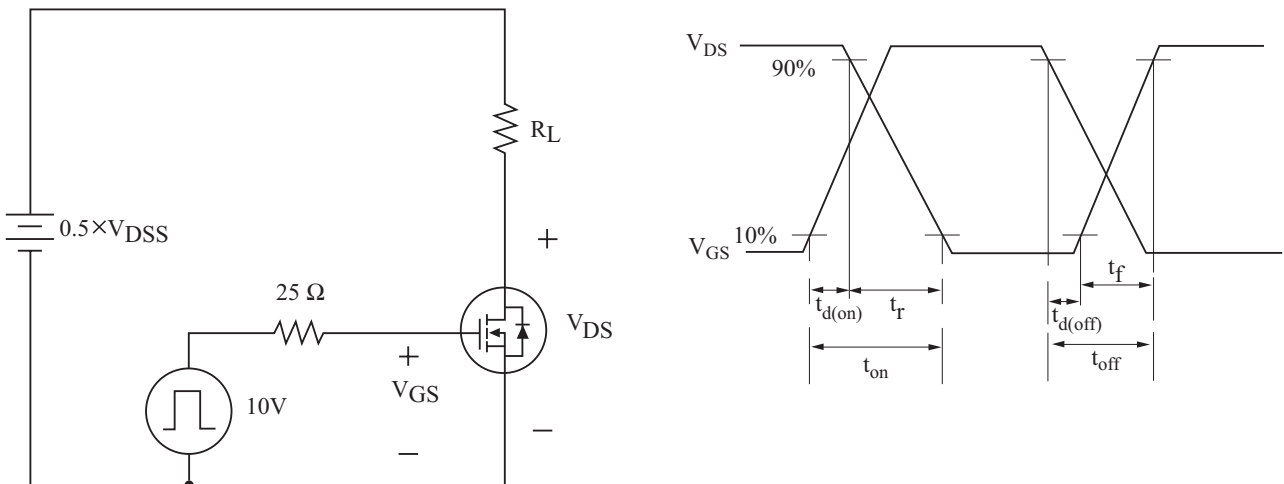 R_L
0.5×V_DSS
+
25 Ω
V_DS
+
V_GS
10V
−
−
V_DS
90%
V_GS
10%
t_d(on)
t_r
t_on
t_f
t_d(off)
t_off